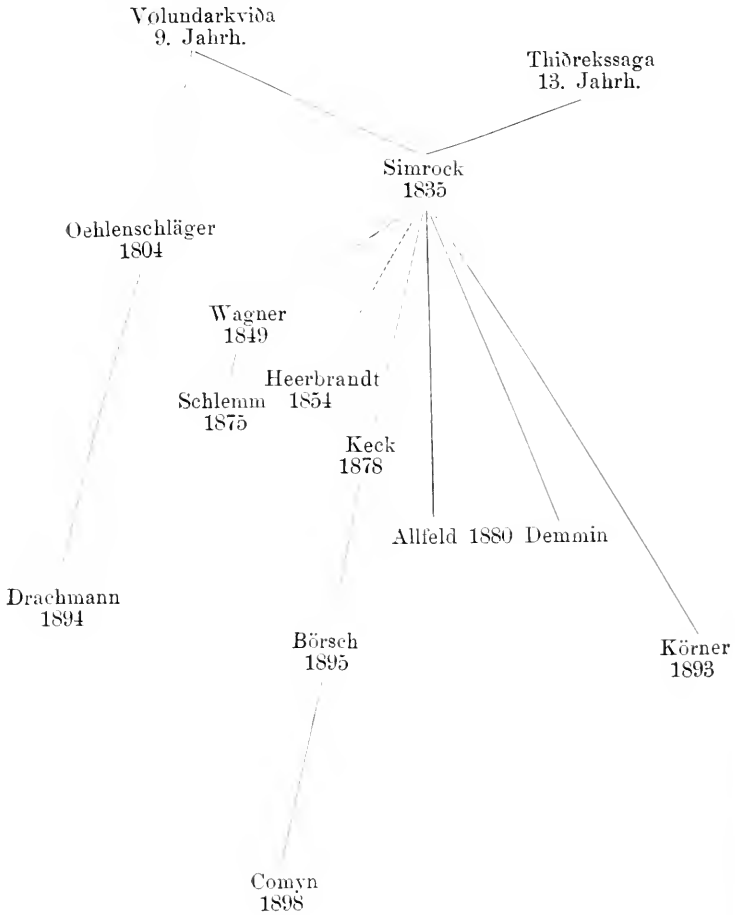 Vǫlundarkviða
9. Jahrh.
Thiðrekssaga
13. Jahrh.
Simrock
1835
Oehlenschläger
1804
Wagner
1849
Heerbrandt
1854
Schlemm
1875
Keck
1878
Allfeld 1880 Demmin
Drachmann
1894
Börsch
1895
Körner
1893
Comyn
1898